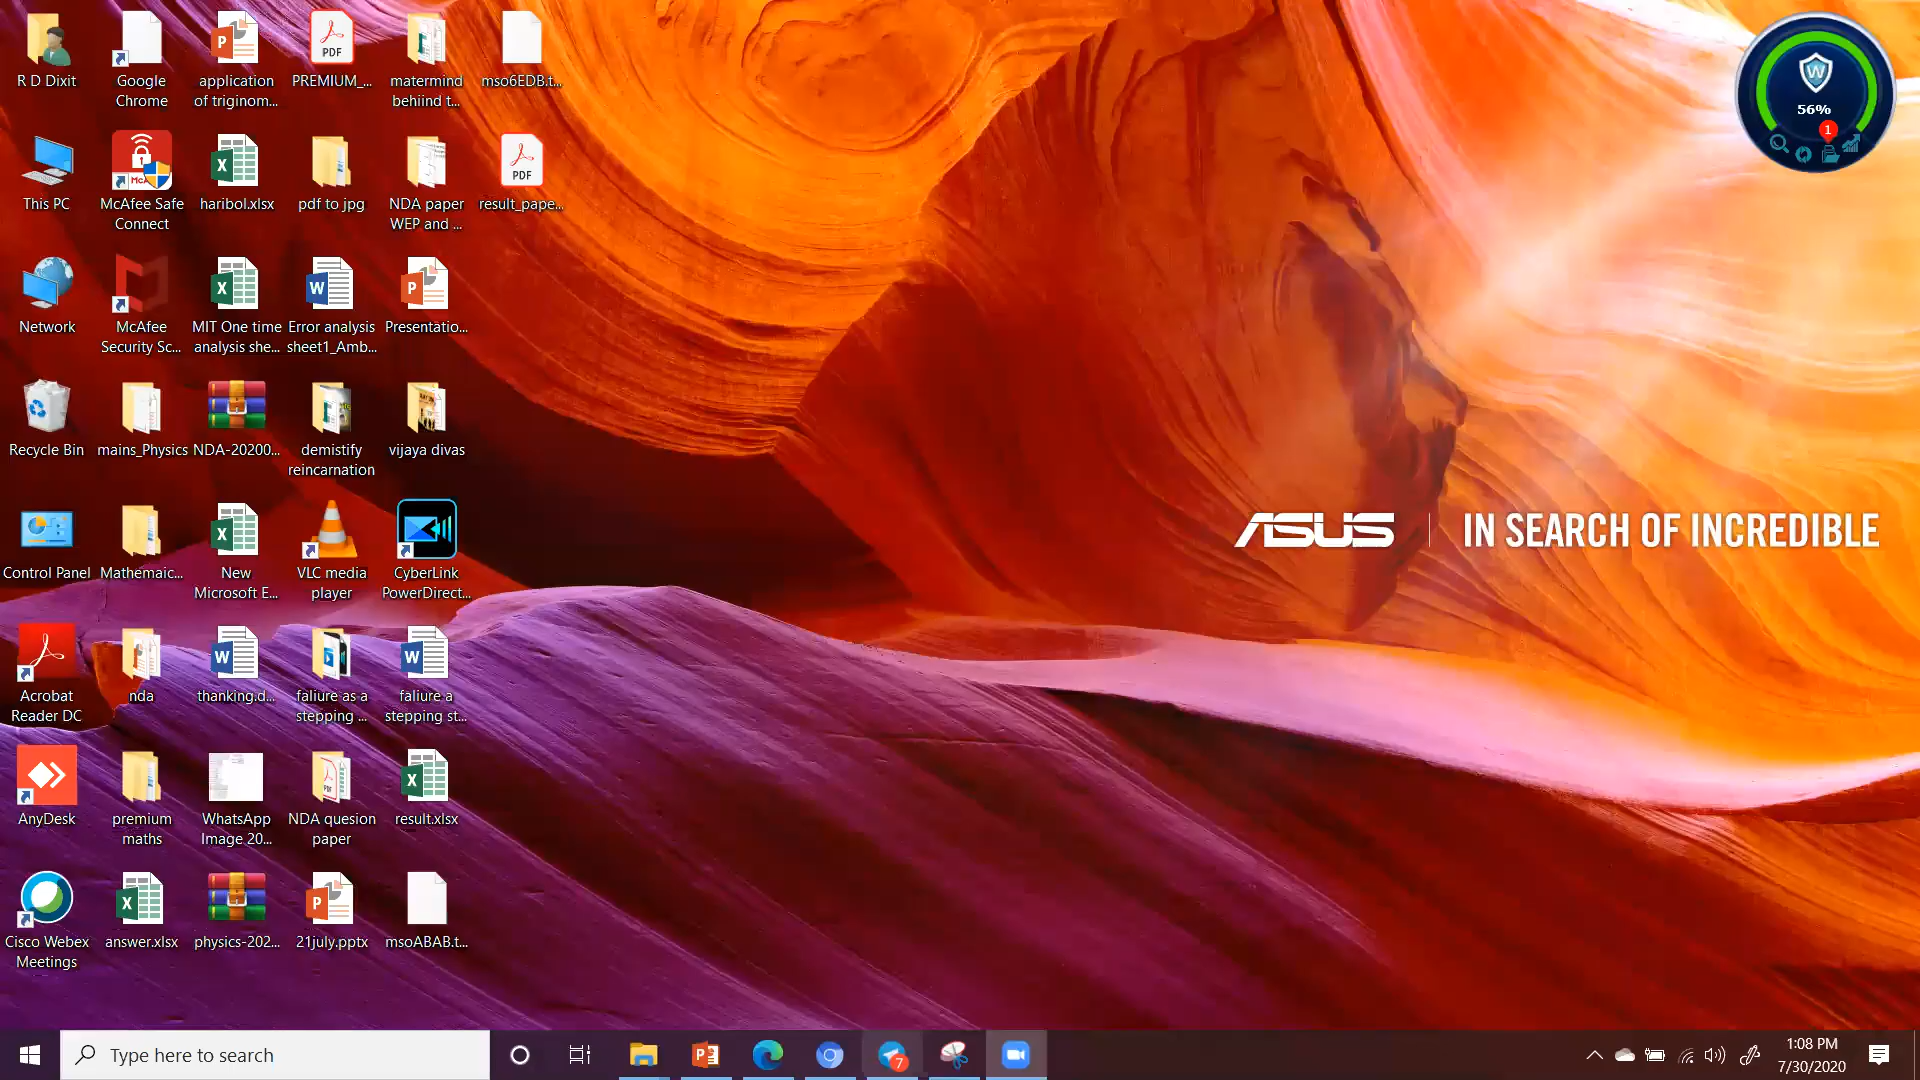 R D Dixit
Google
Chrome
application
of triginom...
PREMIUM_...
matermind
behiind t...
mso6EDB.t...
This PC
McAfee Safe
Connect
haribol.xlsx
pdf to jpg
NDA paper
WEP and ...
result_pape...
Network
McAfee
Security Sc...
MIT One time
analysis she...
Error analysis
sheet1_Amb...
Presentatio...
Recycle Bin
mains_Physics
NDA-20200...
demistify
reincarnation
vijaya divas
Control Panel
Mathemaic...
New
Microsoft E...
VLC media
player
CyberLink
PowerDirect...
Acrobat
Reader DC
nda
thanking.d...
faliure as a
stepping ...
faliure a
stepping st...
AnyDesk
premium
maths
WhatsApp
Image 20...
NDA quesion
paper
result.xlsx
Cisco Webex
Meetings
answer.xlsx
physics-202...
21july.pptx
msoABAB.t...
W
56%
1
ASUS
IN SEARCH OF INCREDIBLE
Type here to search
7
1:08 PM
7/30/2020